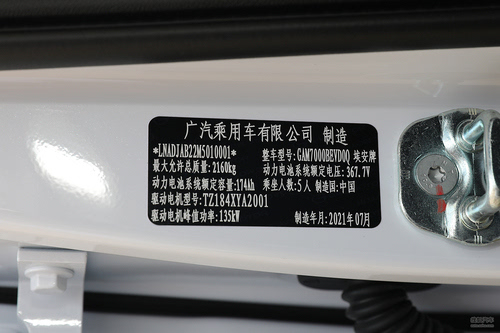 广汽乘用车有限公司 制造
*LNADJAB22M5010001* 整车型号:GAM7000BEVD0Q 埃安牌
最大允许总质量:2160kg 动力电池系统额定电压:367.7V
动力电池系统额定容量:174Ah 乘坐人数:5人 制造国:中国
驱动电机型号:TZ184XYA2001
驱动电机峰值功率:135kW 制造年月:2021年07月